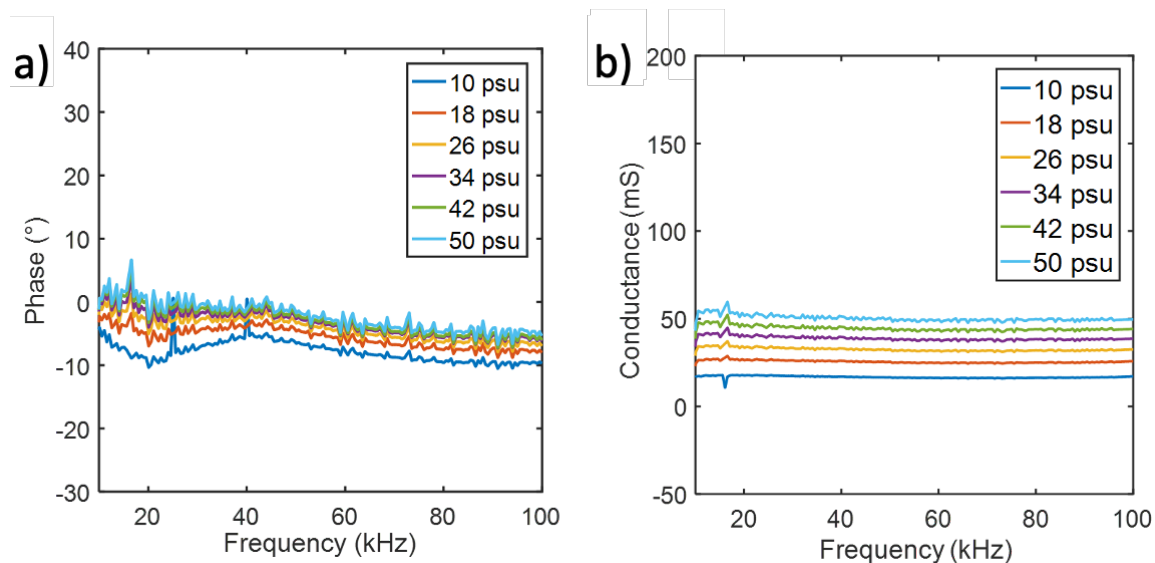 a)
40
30
20
10
0
-10
-20
-30
Phase (°)
20 40 60 80 100
Frequency (kHz)
10 psu
18 psu
26 psu
34 psu
42 psu
50 psu
b)
200
150
100
50
0
-50
Conductance (mS)
20 40 60 80 100
Frequency (kHz)
10 psu
18 psu
26 psu
34 psu
42 psu
50 psu